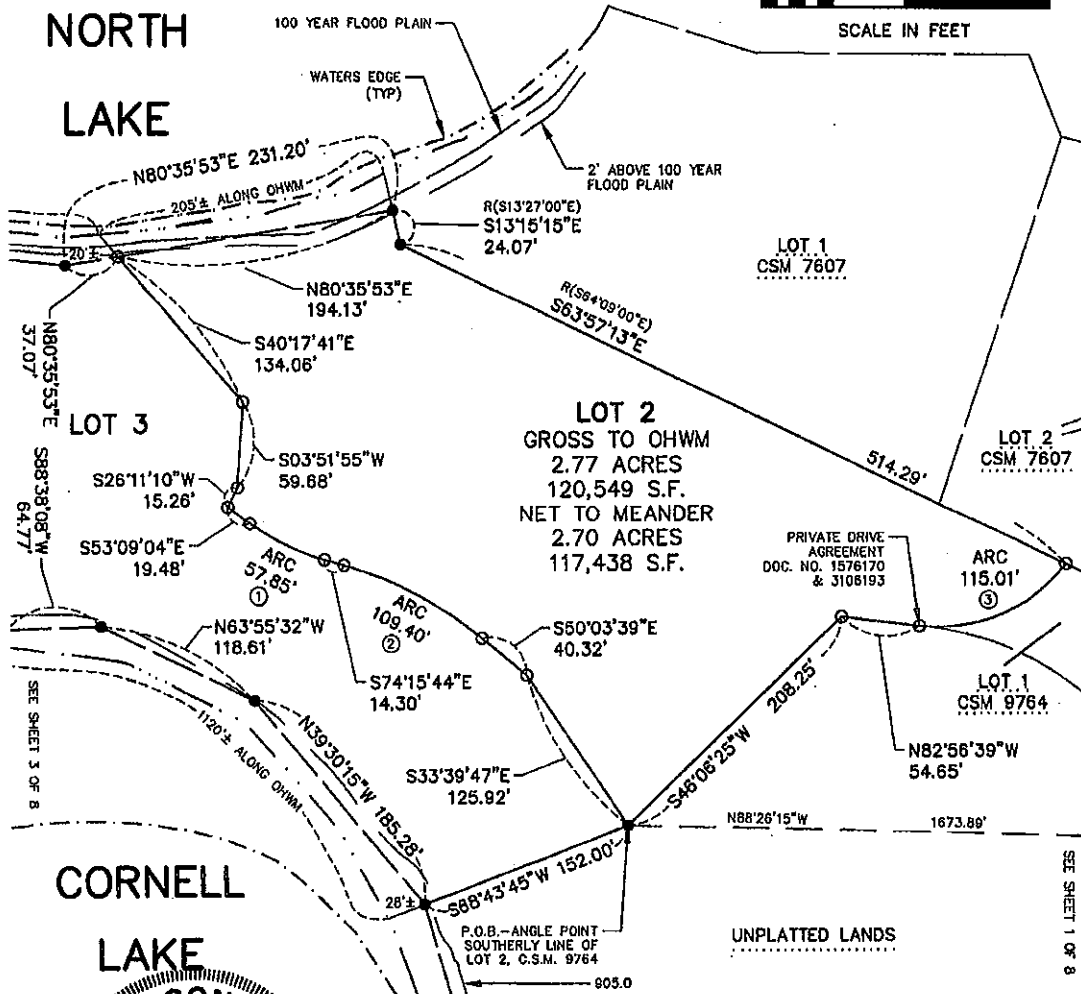 NORTH
LAKE
100 YEAR FLOOD PLAIN
WATERS EDGE
(TYP)
SCALE IN FEET
N80°35'53"E 231.20'
205'± ALONG OHWM
2' ABOVE 100 YEAR
FLOOD PLAIN
R(S13°27'00"E)
S13°15'15"E
24.07'
20'±
LOT 1
CSM 7607
N80°35'53"E
194.13'
R(S64°09'00"E)
S63°57'13"E
514.29'
S40°17'41"E
134.06'
N80°35'53"E
37.07'
LOT 3
LOT 2
GROSS TO OHWM
2.77 ACRES
120,549 S.F.
NET TO MEANDER
2.70 ACRES
117,438 S.F.
LOT 2
CSM 7607
S03°51'55"W
59.68'
S26°11'10"W
15.26'
S88°38'08"W
64.77'
S53°09'04"E
19.48'
ARC
57.85'
①
PRIVATE DRIVE
AGREEMENT
DOC. NO. 1576170
& 3108193
ARC
115.01'
③
ARC
109.40'
②
N63°55'32"W
118.61'
S50°03'39"E
40.32'
S74°15'44"E
14.30'
LOT 1
CSM 9764
SEE SHEET 3 OF 8
1120'± ALONG OHWM
N39°30'15"W 185.28'
S33°39'47"E
125.92'
S46°06'25"W 208.25'
N82°56'39"W
54.65'
N88°26'15"W 1673.89'
CORNELL
LAKE
28'±
S68°43'45"W 152.00'
P.O.B.-ANGLE POINT
SOUTHERLY LINE OF
LOT 2, C.S.M. 9764
UNPLATTED LANDS
SEE SHEET 1 OF 8
905.0